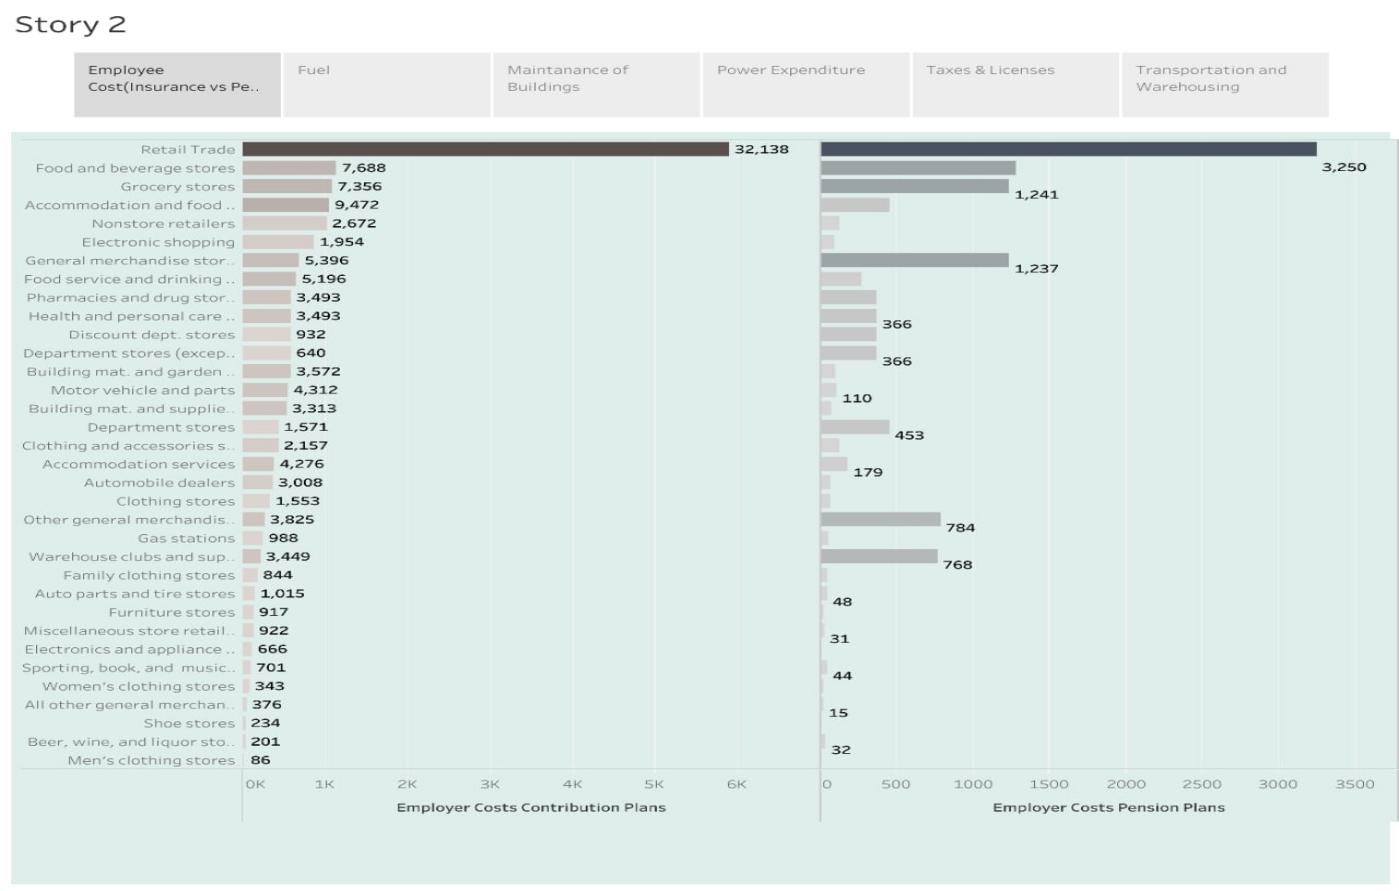 Story 2
Employee
Cost(Insurance vs Pe..
Fuel
Maintanance of
Buildings
Power Expenditure
Taxes & Licenses
Transportation and
Warehousing
Retail Trade 32,138 3,250
Food and beverage stores 7,688
Grocery stores 7,356 1,241
Accommodation and food .. 9,472
Nonstore retailers 2,672
Electronic shopping 1,954
General merchandise stor.. 5,396 1,237
Food service and drinking .. 5,196
Pharmacies and drug stor.. 3,493
Health and personal care .. 3,493 366
Discount dept. stores 932
Department stores (excep.. 640 366
Building mat. and garden .. 3,572
Motor vehicle and parts 4,312 110
Building mat. and supplie.. 3,313
Department stores 1,571 453
Clothing and accessories s.. 2,157
Accommodation services 4,276 179
Automobile dealers 3,008
Clothing stores 1,553
Other general merchandis.. 3,825 784
Gas stations 988
Warehouse clubs and sup.. 3,449 768
Family clothing stores 844
Auto parts and tire stores 1,015 48
Furniture stores 917
Miscellaneous store retail.. 922 31
Electronics and appliance .. 666
Sporting, book, and music.. 701 44
Women's clothing stores 343
All other general merchan.. 376 15
Shoe stores 234
Beer, wine, and liquor sto.. 201 32
Men's clothing stores 86
0K 1K 2K 3K 4K 5K 6K 0 500 1000 1500 2000 2500 3000 3500
Employer Costs Contribution Plans Employer Costs Pension Plans